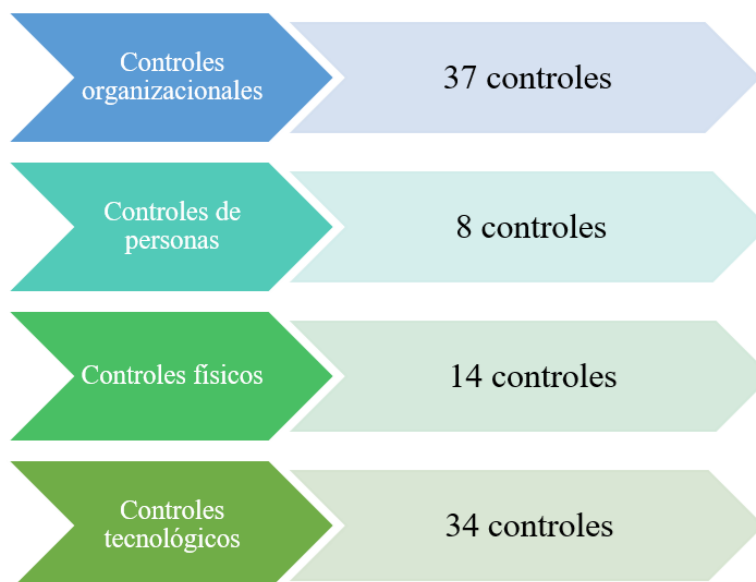 Controles
organizacionales
37 controles
Controles de
personas
8 controles
Controles físicos
14 controles
Controles
tecnológicos
34 controles